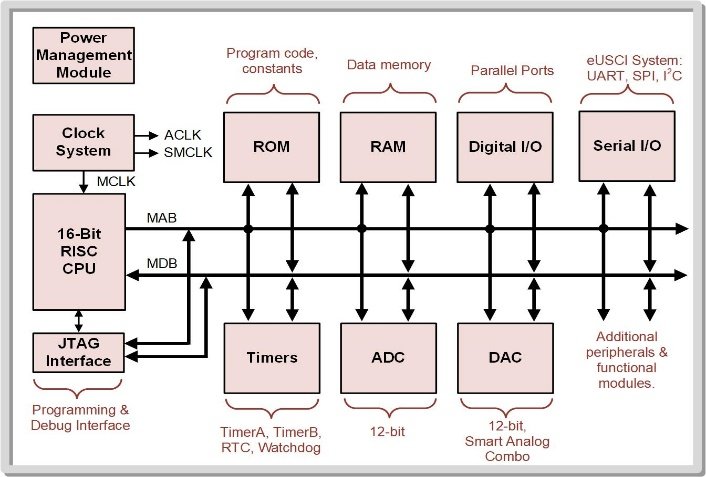 Power
Management
Module
Program code,
constants
Data memory
Parallel Ports
eUSCI System:
UART, SPI, I²C
Clock
System
ACLK
SMCLK
MCLK
ROM
RAM
Digital I/O
Serial I/O
16-Bit
RISC
CPU
MAB
MDB
JTAG
Interface
Timers
ADC
DAC
Additional
peripherals &
functional
modules.
Programming &
Debug Interface
TimerA, TimerB,
RTC, Watchdog
12-bit
12-bit,
Smart Analog
Combo